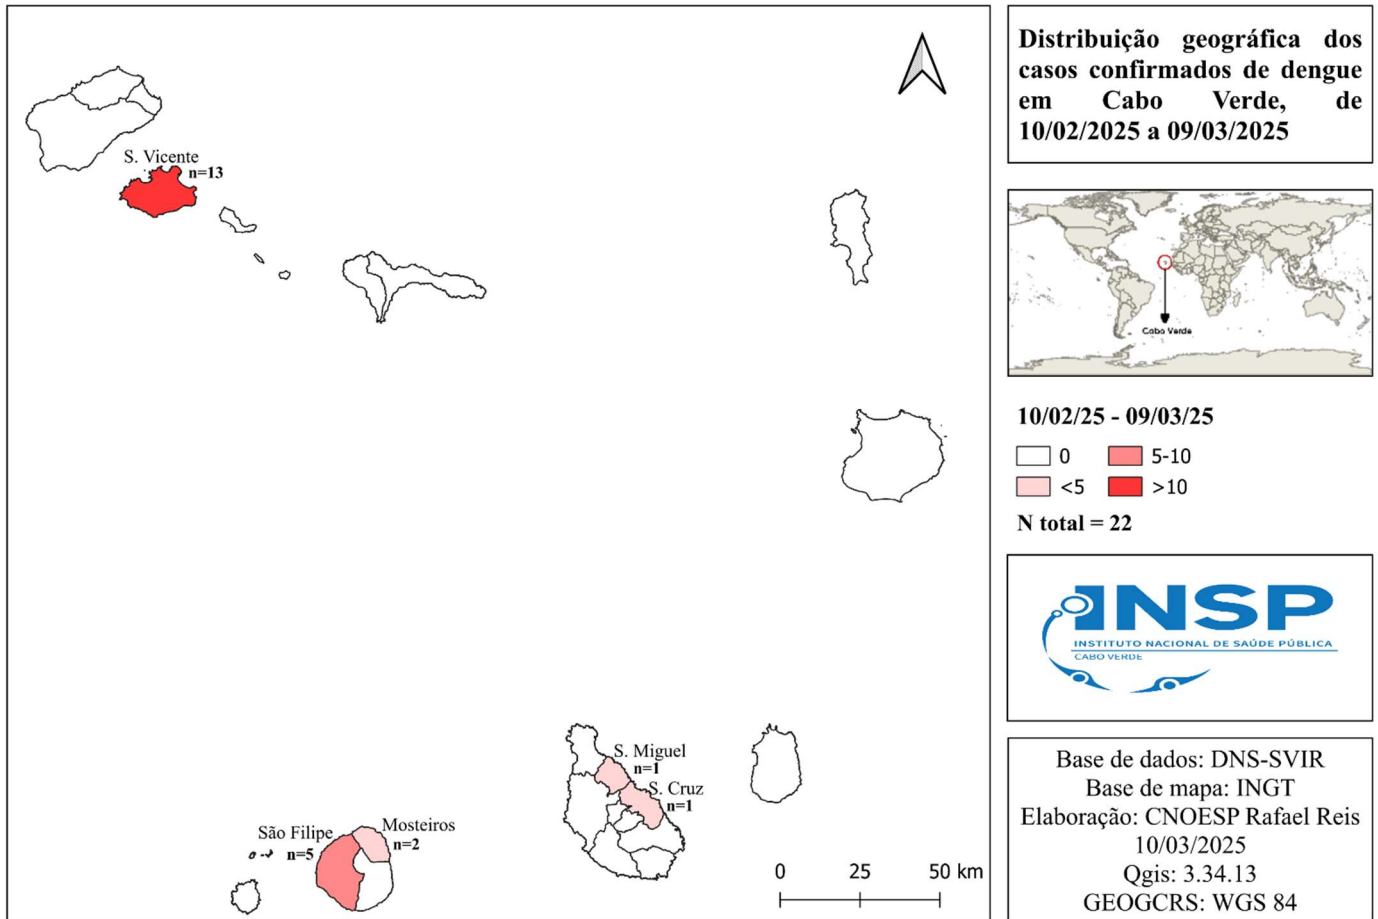 S. Vicente
n=13
S. Miguel
n=1
S. Cruz
n=1
São Filipe
n=5
Mosteiros
n=2
0 25 50 km
Distribuição geográfica dos
casos confirmados de dengue
em Cabo Verde, de
10/02/2025 a 09/03/2025
Cabo Verde
10/02/25 - 09/03/25
0 5-10
<5 >10
N total = 22
INSP
INSTITUTO NACIONAL DE SAÚDE PÚBLICA
CABO VERDE
Base de dados: DNS-SVIR
Base de mapa: INGT
Elaboração: CNOESP Rafael Reis
10/03/2025
Qgis: 3.34.13
GEOGCRS: WGS 84